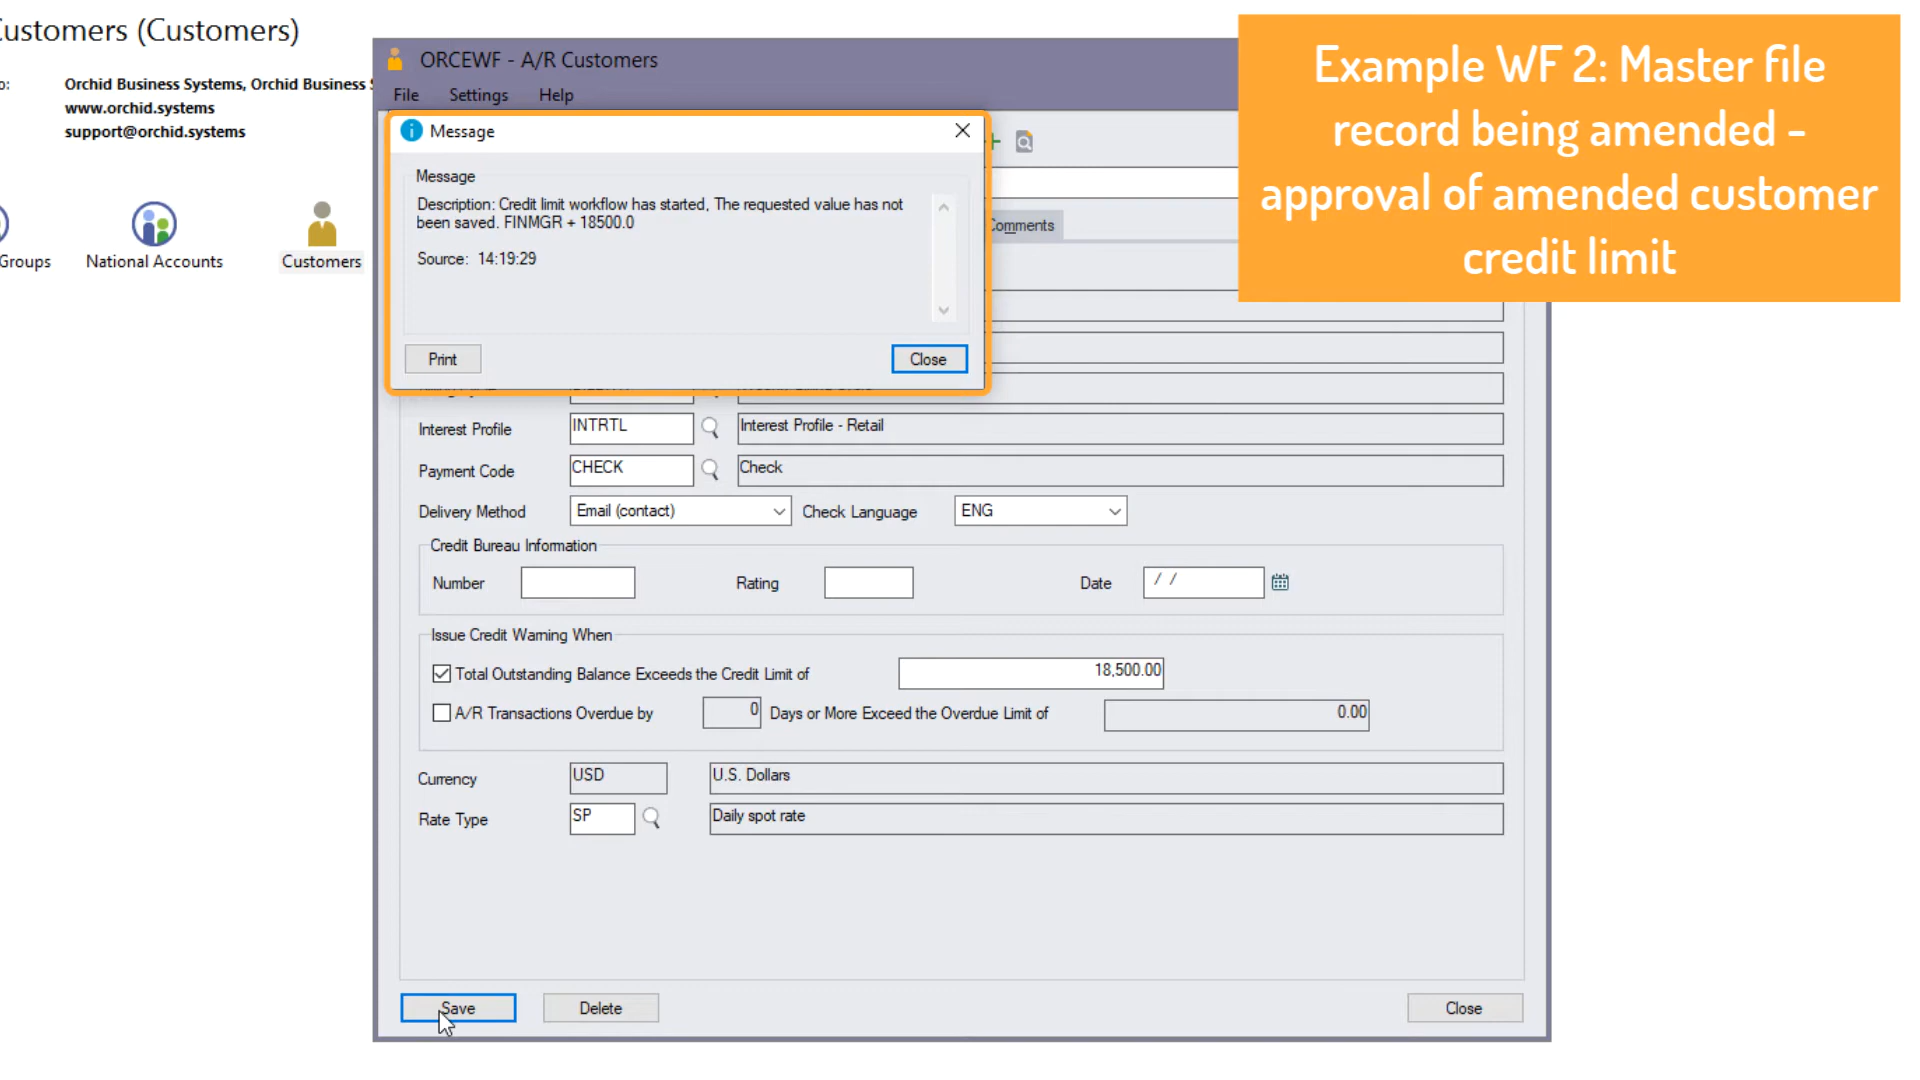 Customers (Customers)
Orchid Business Systems, Orchid Business
www.orchid.systems
support@orchid.systems
Groups
National Accounts
Customers
ORCEWF - A/R Customers
File Settings Help
Message
Message
Description: Credit limit workflow has started, The requested value has not
been saved. FINMGR + 18500.0
Source: 14:19:29
Print
Close
Comments
Example WF 2: Master file
record being amended -
approval of amended customer
credit limit
Interest Profile INTRTL Interest Profile - Retail
Payment Code CHECK Check
Delivery Method Email (contact) Check Language ENG
Credit Bureau Information
Number Rating Date / /
Issue Credit Warning When
Total Outstanding Balance Exceeds the Credit Limit of 18,500.00
A/R Transactions Overdue by 0 Days or More Exceed the Overdue Limit of 0.00
Currency USD U.S. Dollars
Rate Type SP Daily spot rate
Save
Delete
Close